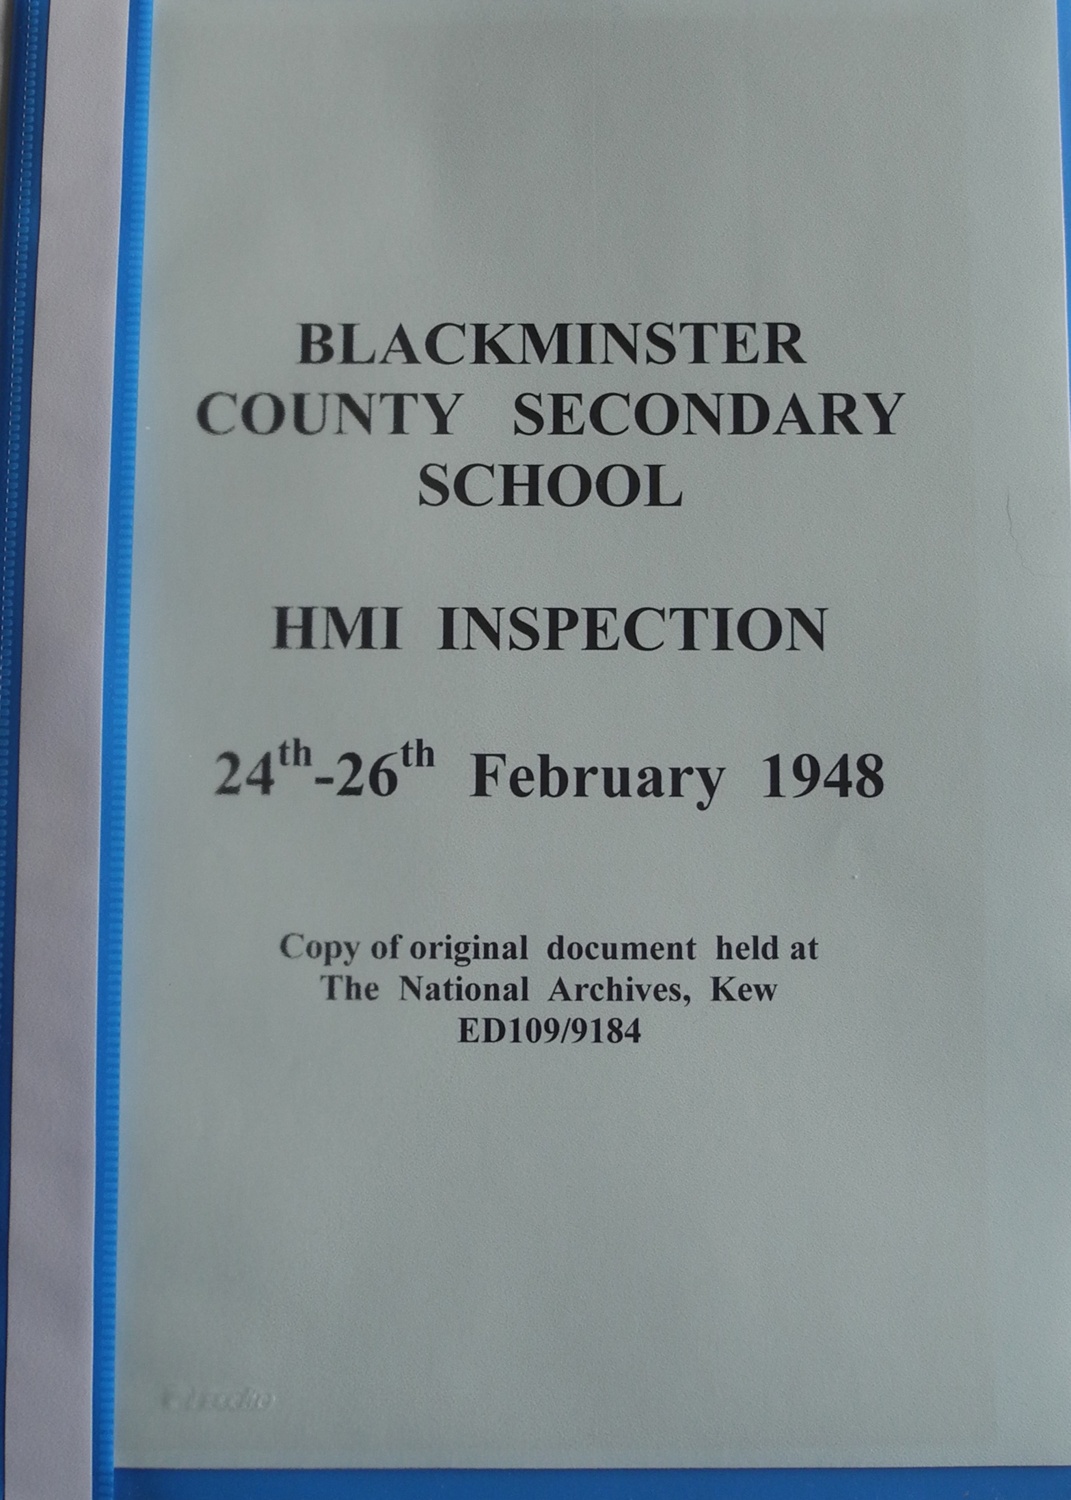 BLACKMINSTER
COUNTY SECONDARY
SCHOOL
HMI INSPECTION
24th-26th February 1948
Copy of original document held at
The National Archives, Kew
ED109/9184